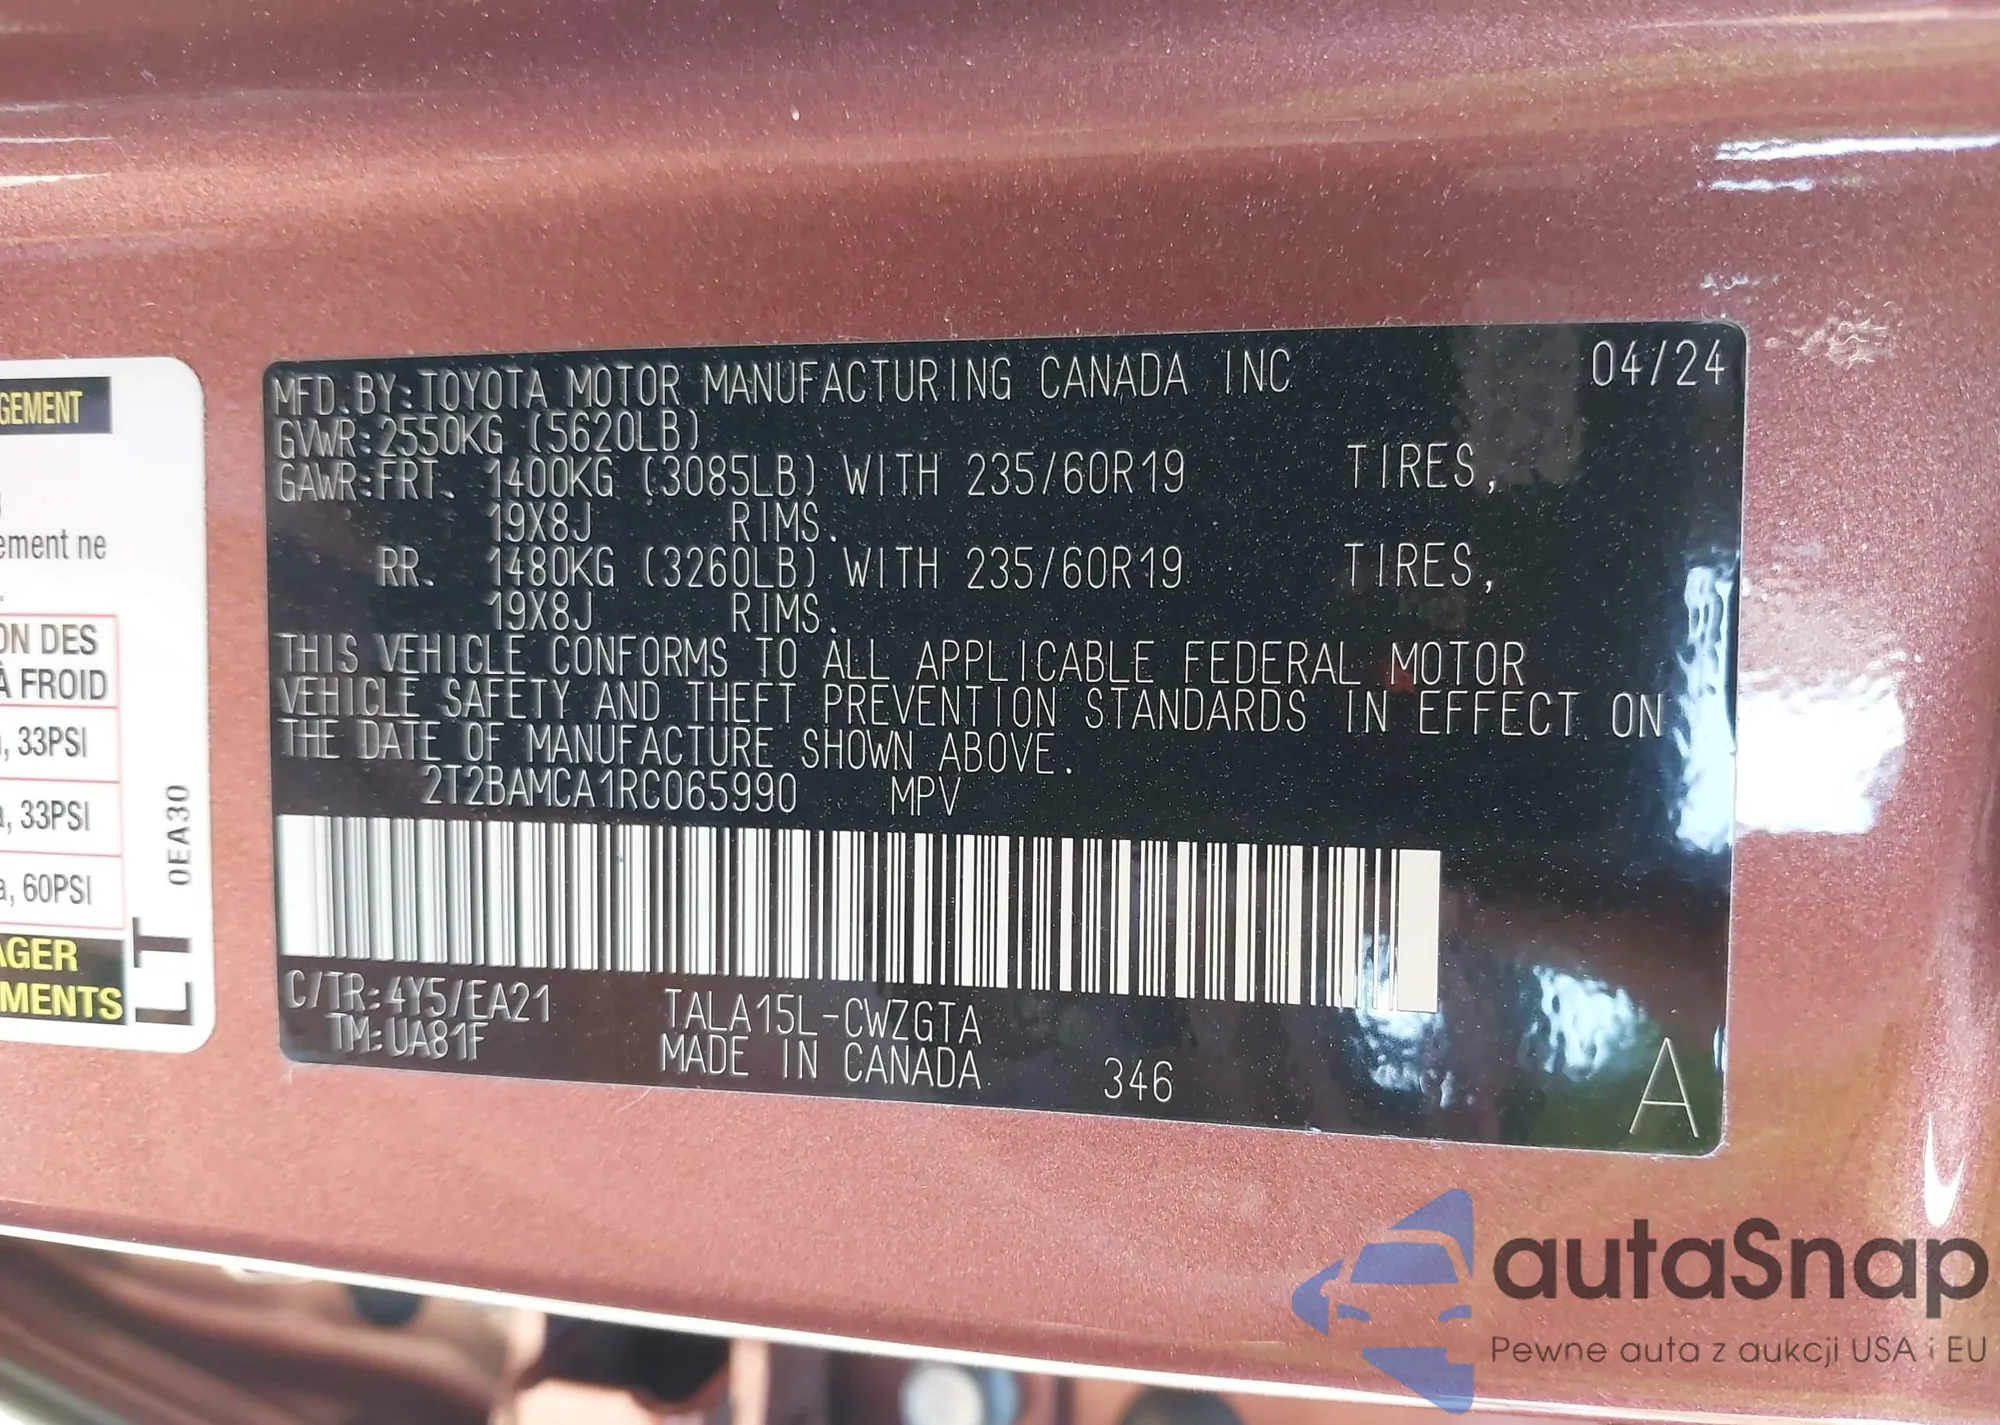 GEMENT
ement ne
ON DES
À FROID
33PSI
33PSI
60PSI
AGER
MENTS
LT
0EA30
MFD.BY:TOYOTA MOTOR MANUFACTURING CANADA INC 04/24
GVWR:2550KG (5620LB)
GAWR:FRT. 1400KG (3085LB) WITH 235/60R19 TIRES,
19X8J RIMS.
RR. 1480KG (3260LB) WITH 235/60R19 TIRES,
19X8J RIMS.
THIS VEHICLE CONFORMS TO ALL APPLICABLE FEDERAL MOTOR
VEHICLE SAFETY AND THEFT PREVENTION STANDARDS IN EFFECT ON
THE DATE OF MANUFACTURE SHOWN ABOVE.
2T2BAMCA1RC065990 MPV
C/TR:4Y5/EA21 TALA15L-CWZGTA
TM:UA81F MADE IN CANADA 346
A
autaSnap
Pewne auta z aukcji USA i EU